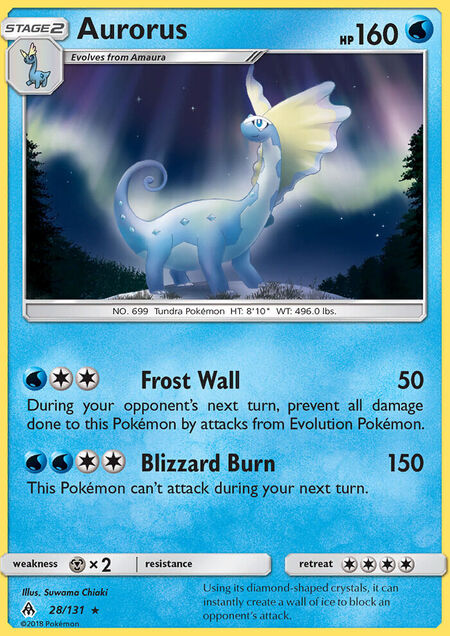 STAGE2 Aurorus HP160
Evolves from Amaura
NO. 699 Tundra Pokémon HT: 8'10" WT: 496.0 lbs.
Frost Wall 50
During your opponent's next turn, prevent all damage
done to this Pokémon by attacks from Evolution Pokémon.
Blizzard Burn 150
This Pokémon can't attack during your next turn.
weakness ×2 resistance retreat
Illus. Suwama Chiaki
28/131 ★
©2018 Pokémon
Using its diamond-shaped crystals, it can
instantly create a wall of ice to block an
opponent's attack.